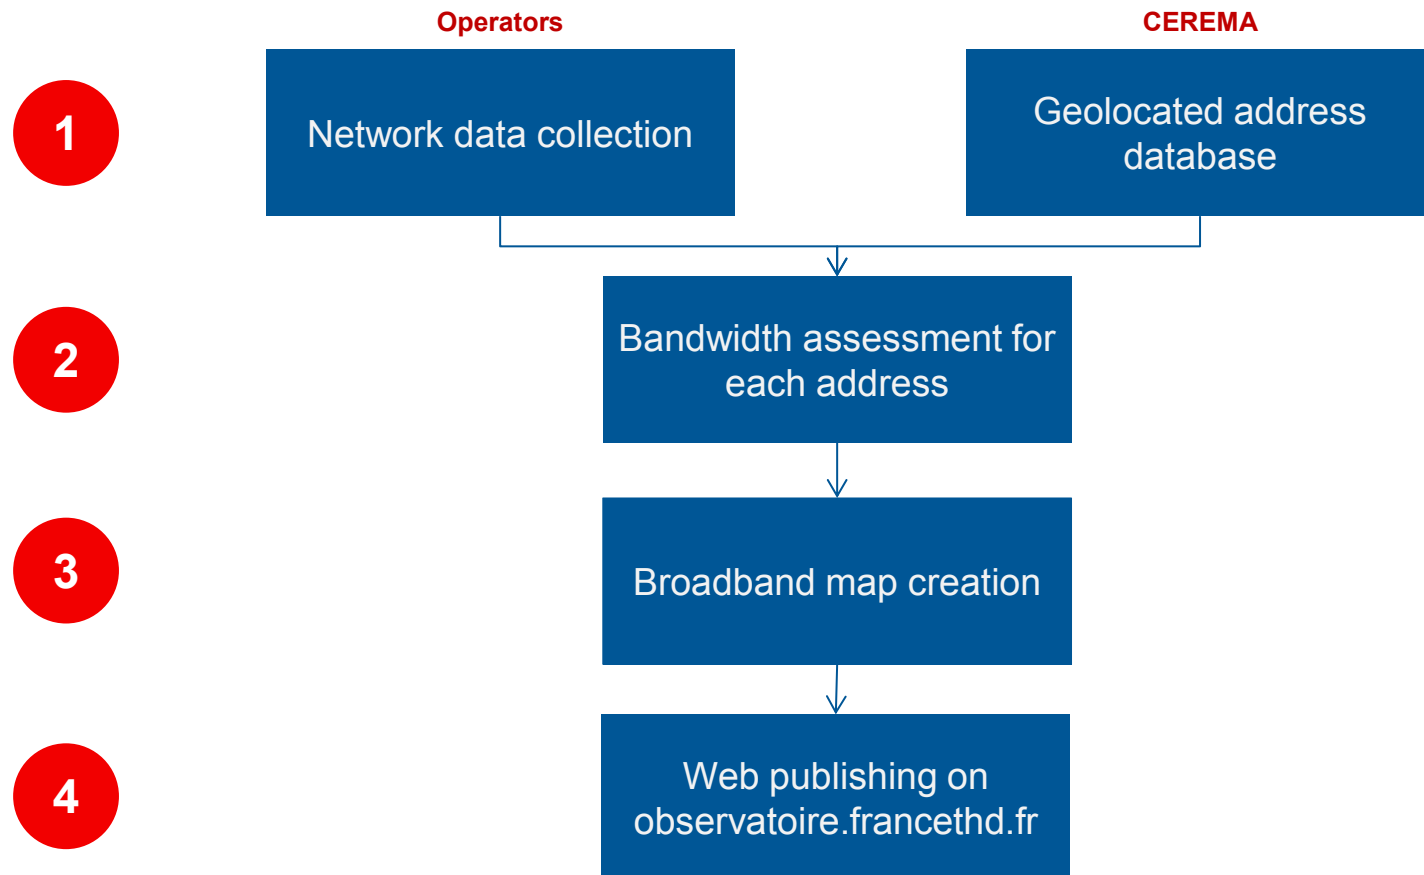 Operators
CEREMA
1
Network data collection
Geolocated address
database
2
Bandwidth assessment for
each address
3
Broadband map creation
4
Web publishing on
observatoire.francethd.fr